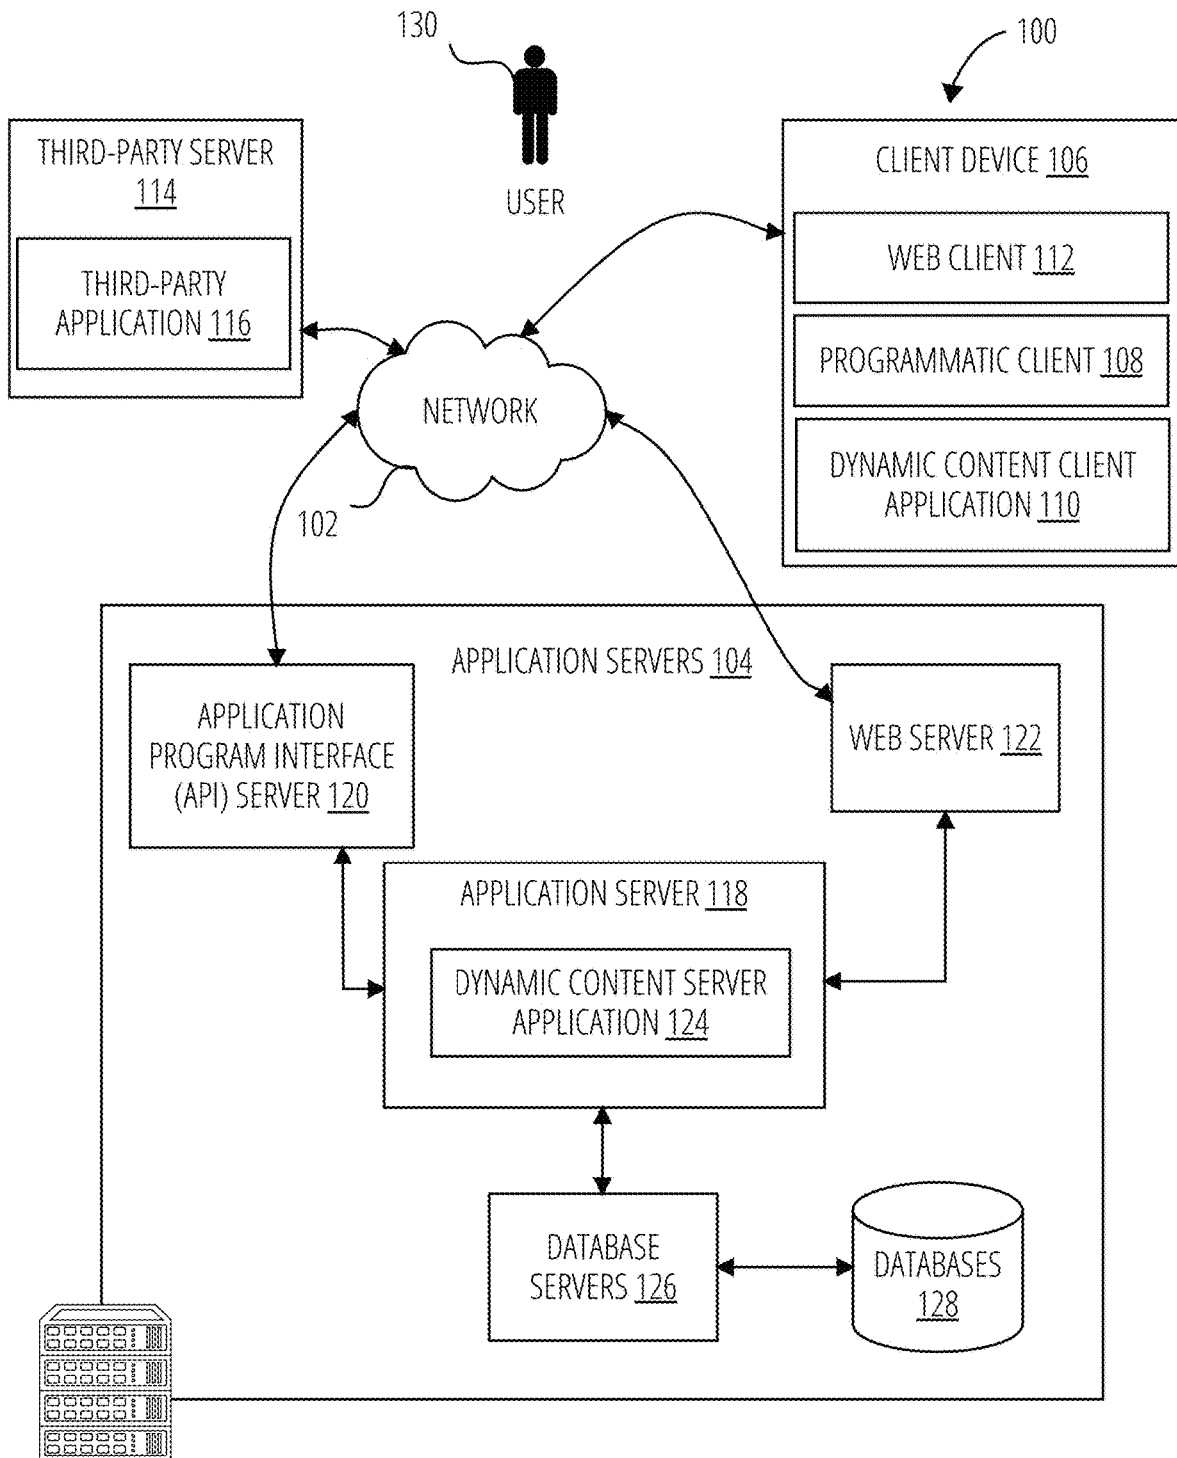 130
100
THIRD-PARTY SERVER
114
THIRD-PARTY
APPLICATION 116
USER
CLIENT DEVICE 106
WEB CLIENT 112
PROGRAMMATIC CLIENT 108
DYNAMIC CONTENT CLIENT
APPLICATION 110
NETWORK
102
APPLICATION SERVERS 104
APPLICATION
PROGRAM INTERFACE
(API) SERVER 120
WEB SERVER 122
APPLICATION SERVER 118
DYNAMIC CONTENT SERVER
APPLICATION 124
DATABASE
SERVERS 126
DATABASES
128